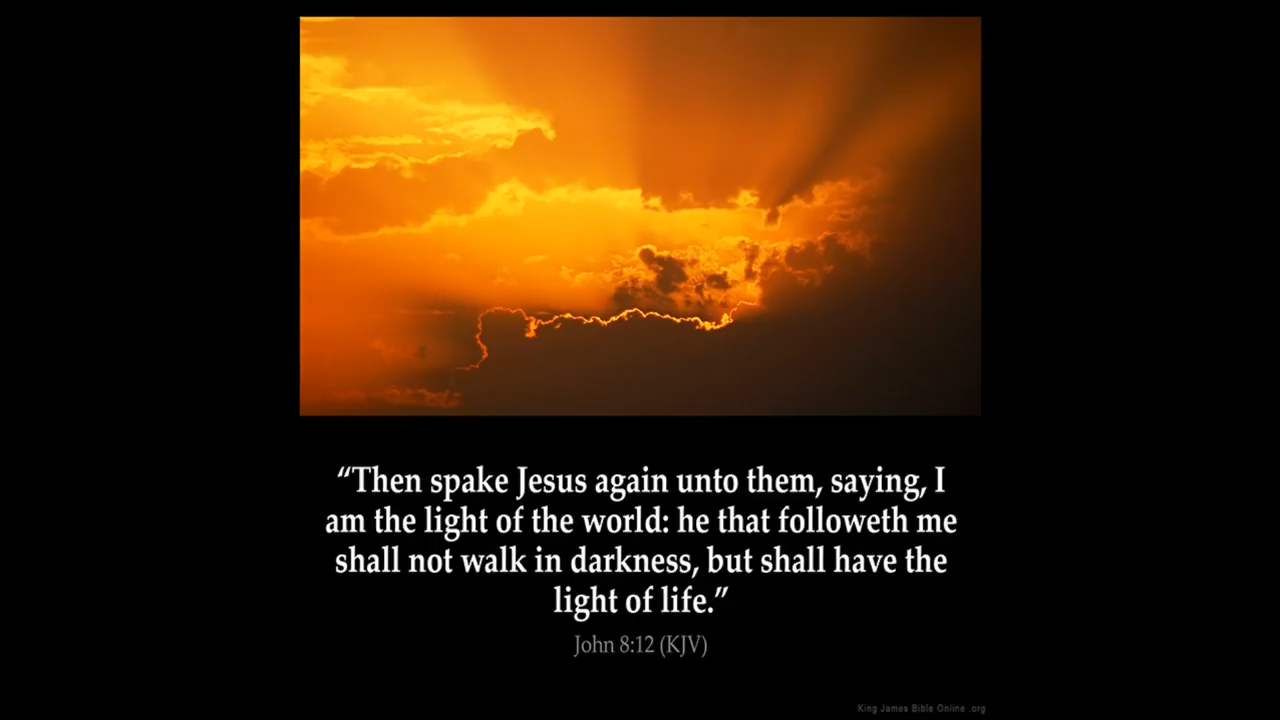 “Then spake Jesus again unto them, saying, I
am the light of the world: he that followeth me
shall not walk in darkness, but shall have the
light of life.”
John 8:12 (KJV)
King James Bible Online .org